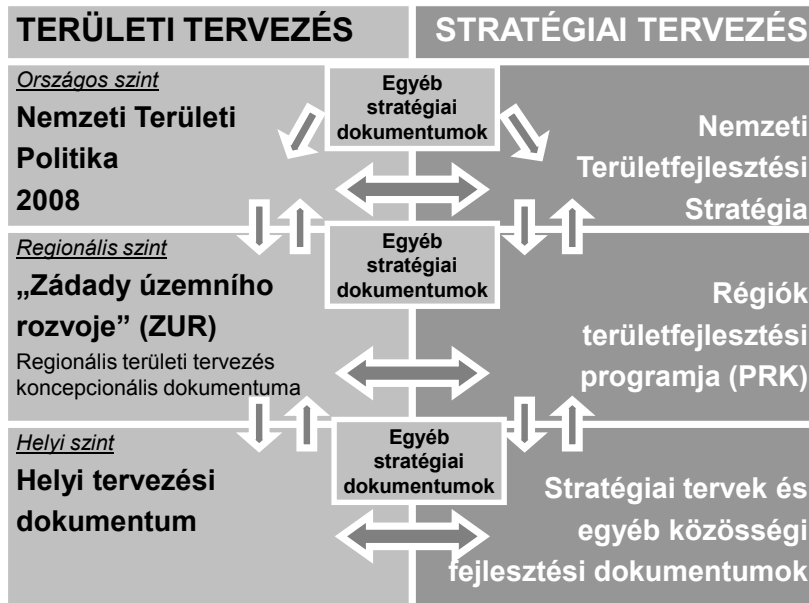 TERÜLETI TERVEZÉS
STRATÉGIAI TERVEZÉS
Országos szint
Nemzeti Területi
Politika
2008
Egyéb
stratégiai
dokumentumok
Nemzeti
Területfejlesztési
Stratégia
Regionális szint
„Zádady územního
rozvoje” (ZUR)
Regionális területi tervezés
koncepcionális dokumentuma
Egyéb
stratégiai
dokumentumok
Régiók
területfejlesztési
programja (PRK)
Helyi szint
Helyi tervezési
dokumentum
Egyéb
stratégiai
dokumentumok
Stratégiai tervek és
egyéb közösségi
fejlesztési dokumentumok